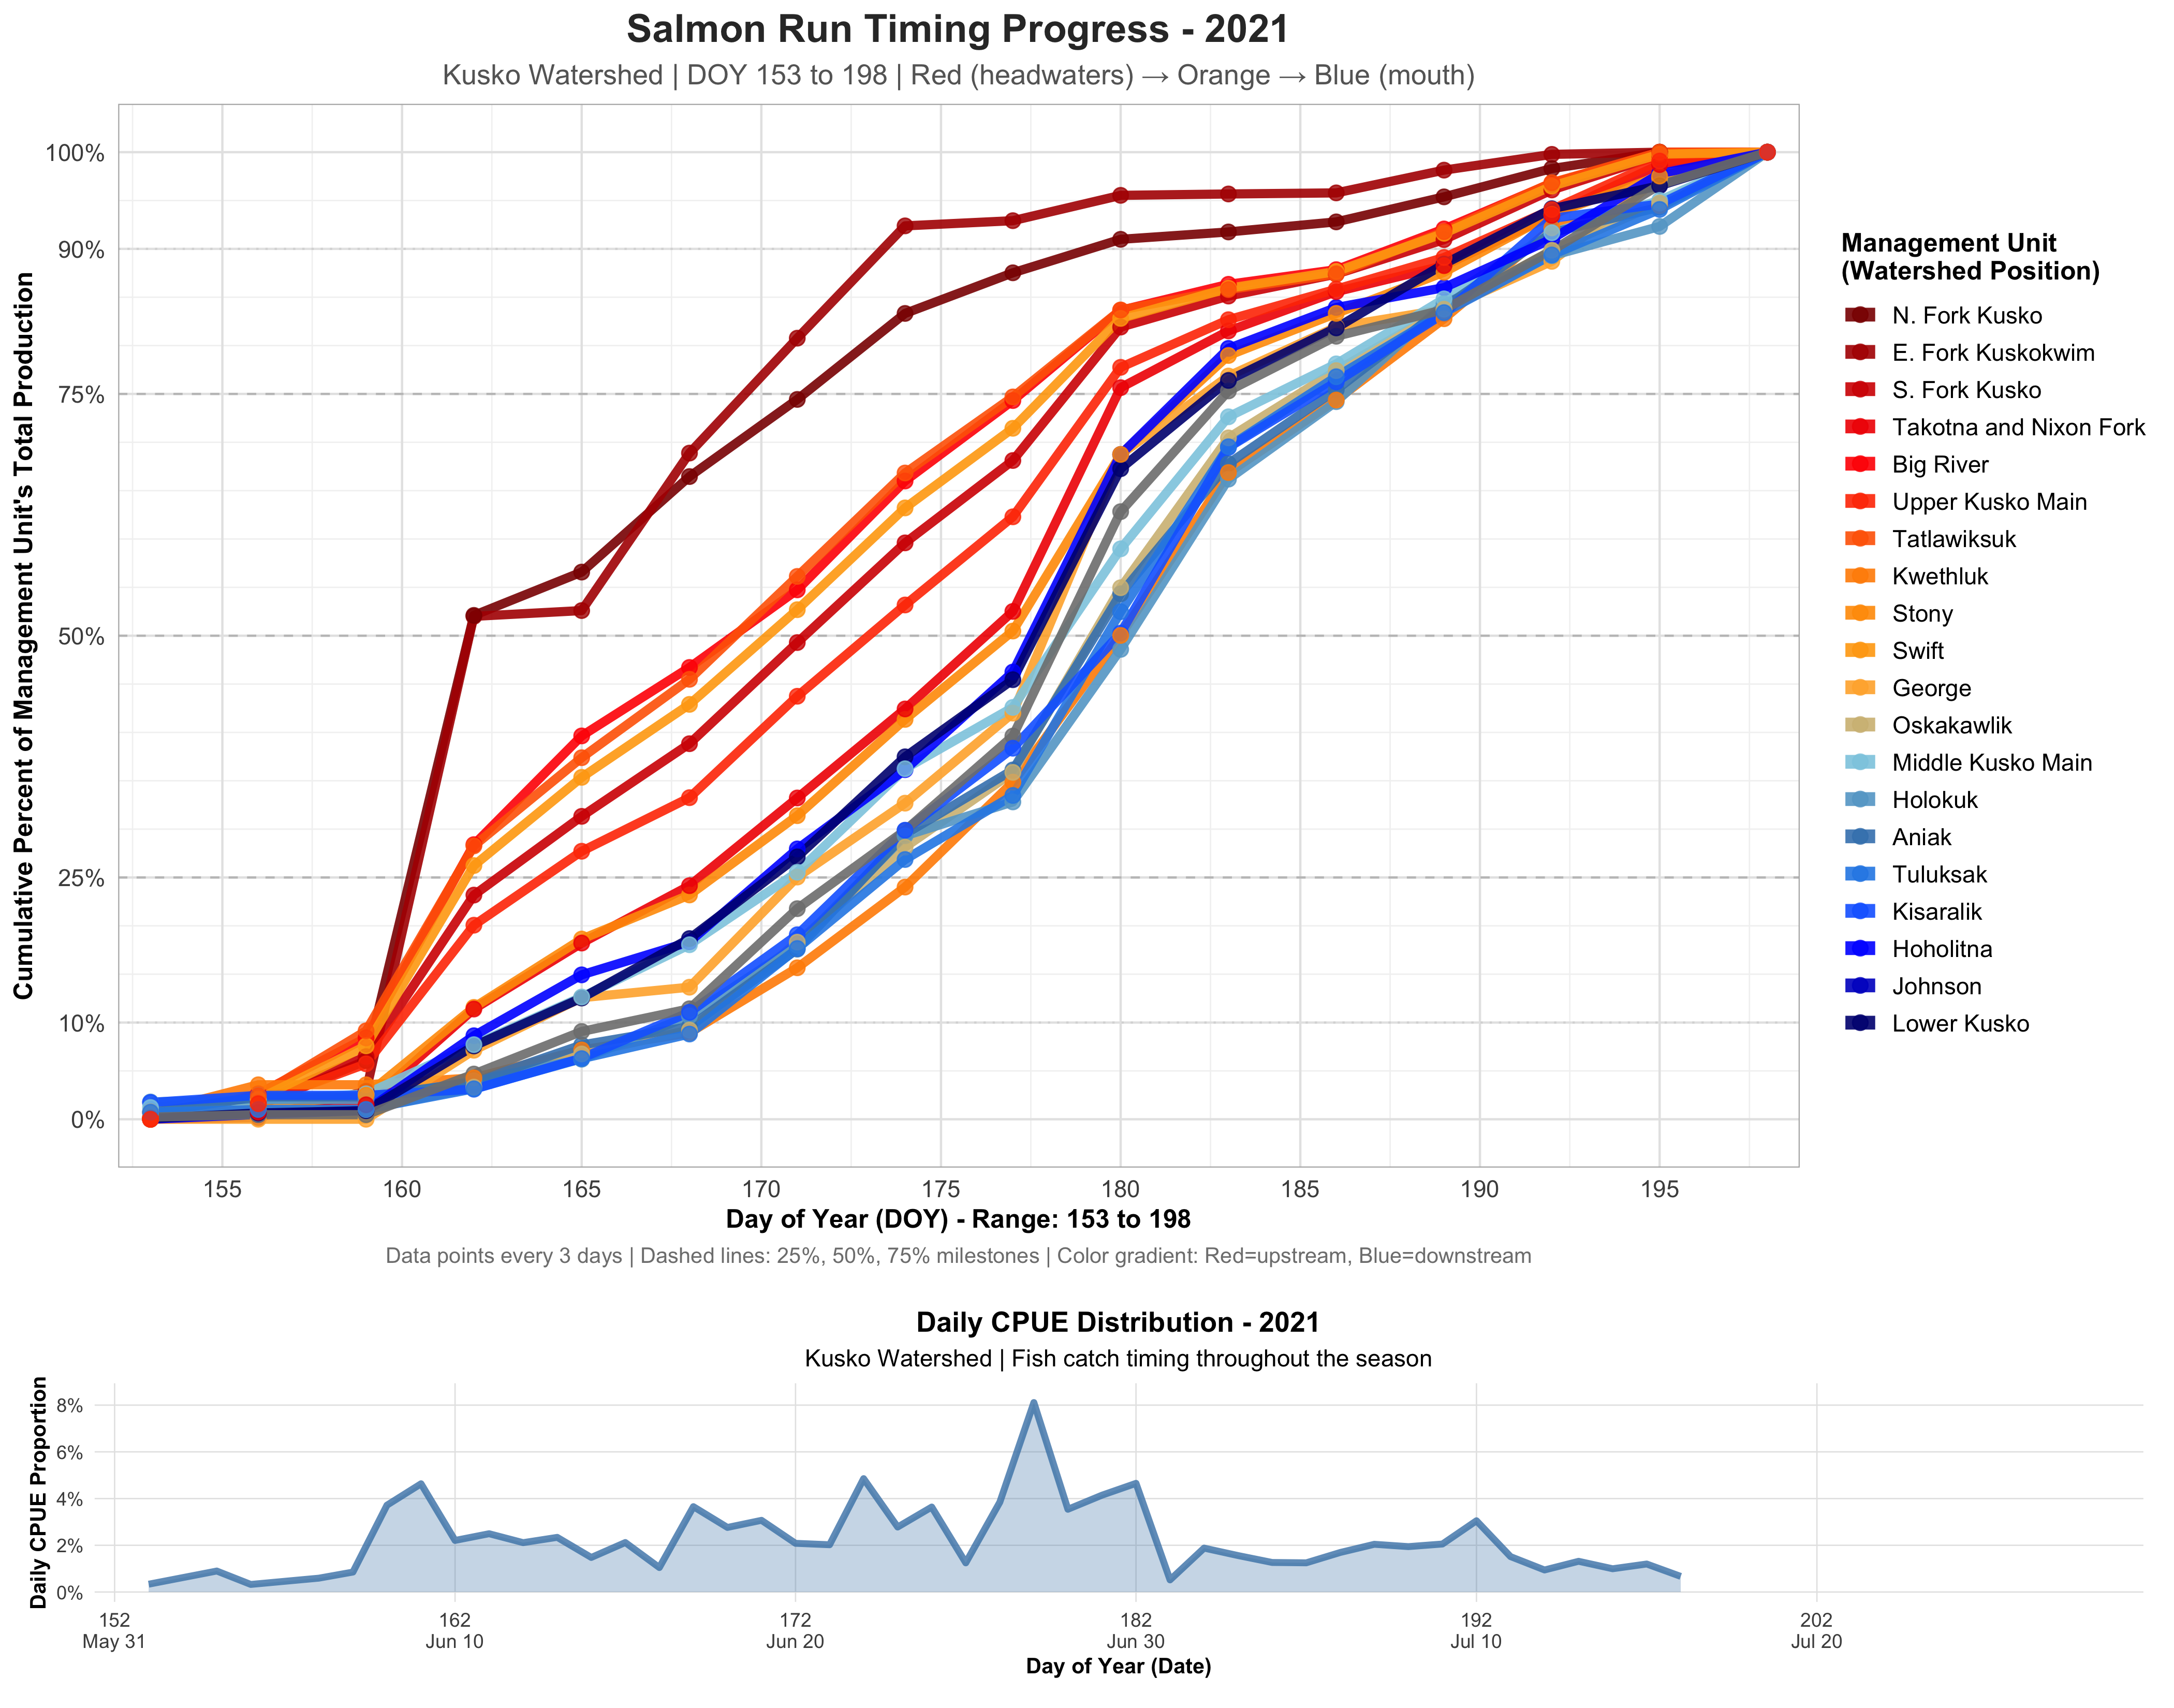 Salmon Run Timing Progress - 2021
Kusko Watershed | DOY 153 to 198 | Red (headwaters) → Orange → Blue (mouth)
Cumulative Percent of Management Unit's Total Production
100%
90%
75%
50%
25%
10%
0%
155 160 165 170 175 180 185 190 195
Day of Year (DOY) - Range: 153 to 198
Data points every 3 days | Dashed lines: 25%, 50%, 75% milestones | Color gradient: Red=upstream, Blue=downstream
Management Unit
(Watershed Position)
N. Fork Kusko
E. Fork Kuskokwim
S. Fork Kusko
Takotna and Nixon Fork
Big River
Upper Kusko Main
Tatlawiksuk
Kwethluk
Stony
Swift
George
Oskakawlik
Middle Kusko Main
Holokuk
Aniak
Tuluksak
Kisaralik
Hoholitna
Johnson
Lower Kusko
Daily CPUE Distribution - 2021
Kusko Watershed | Fish catch timing throughout the season
Daily CPUE Proportion
8%
6%
4%
2%
0%
152 162 172 182 192 202
May 31 Jun 10 Jun 20 Jun 30 Jul 10 Jul 20
Day of Year (Date)